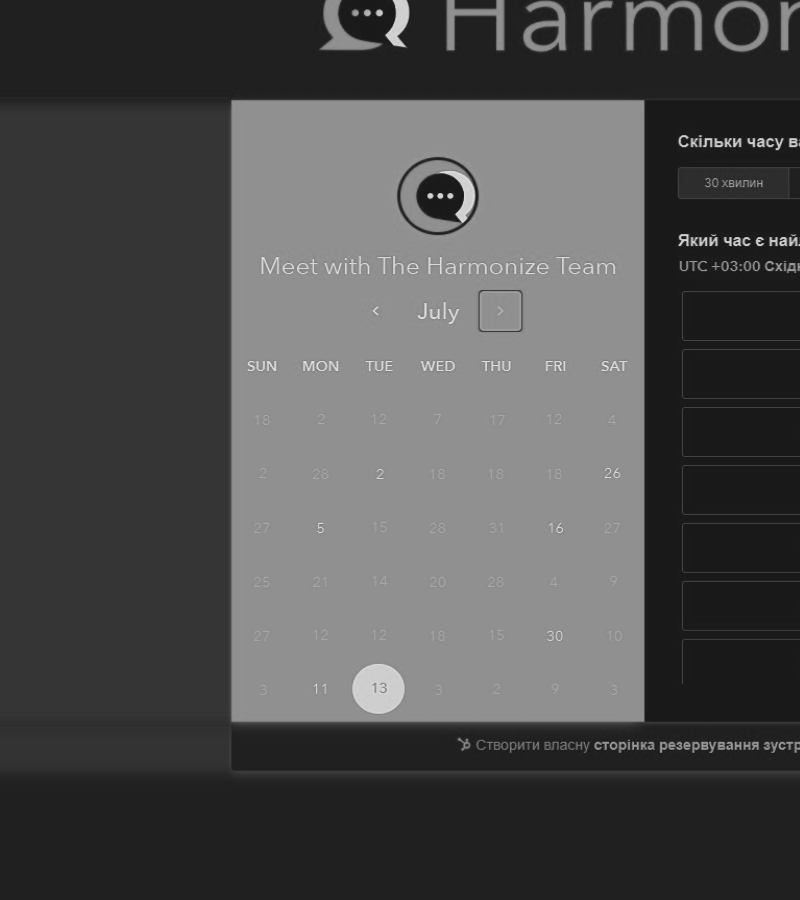 Harmon
Скільки часу ва
30 хвилин
Meet with The Harmonize Team
Який час є най
UTC +03:00 Східн
‹ July ›
SUN MON TUE WED THU FRI SAT
18 2 12 7 17 12 4
2 28 2 18 18 18 26
27 5 15 28 31 16 27
25 21 14 20 28 4 9
27 12 12 18 15 30 10
3 11 13 3 2 9 3
Створити власну сторінка резервування зустр